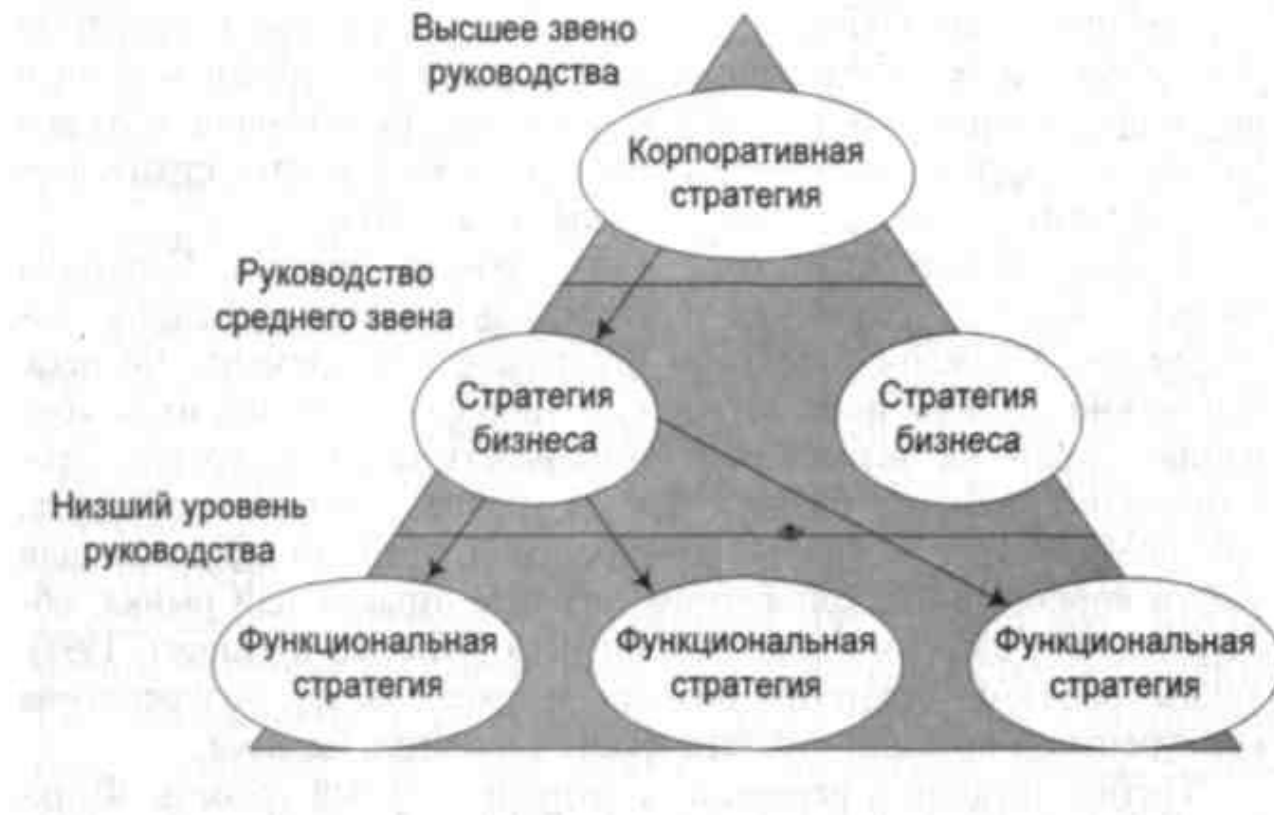 Высшее звено
руководства
Корпоративная
стратегия
Руководство
среднего звена
Стратегия
бизнеса
Стратегия
бизнеса
Низший уровень
руководства
Функциональная
стратегия
Функциональная
стратегия
Функциональная
стратегия